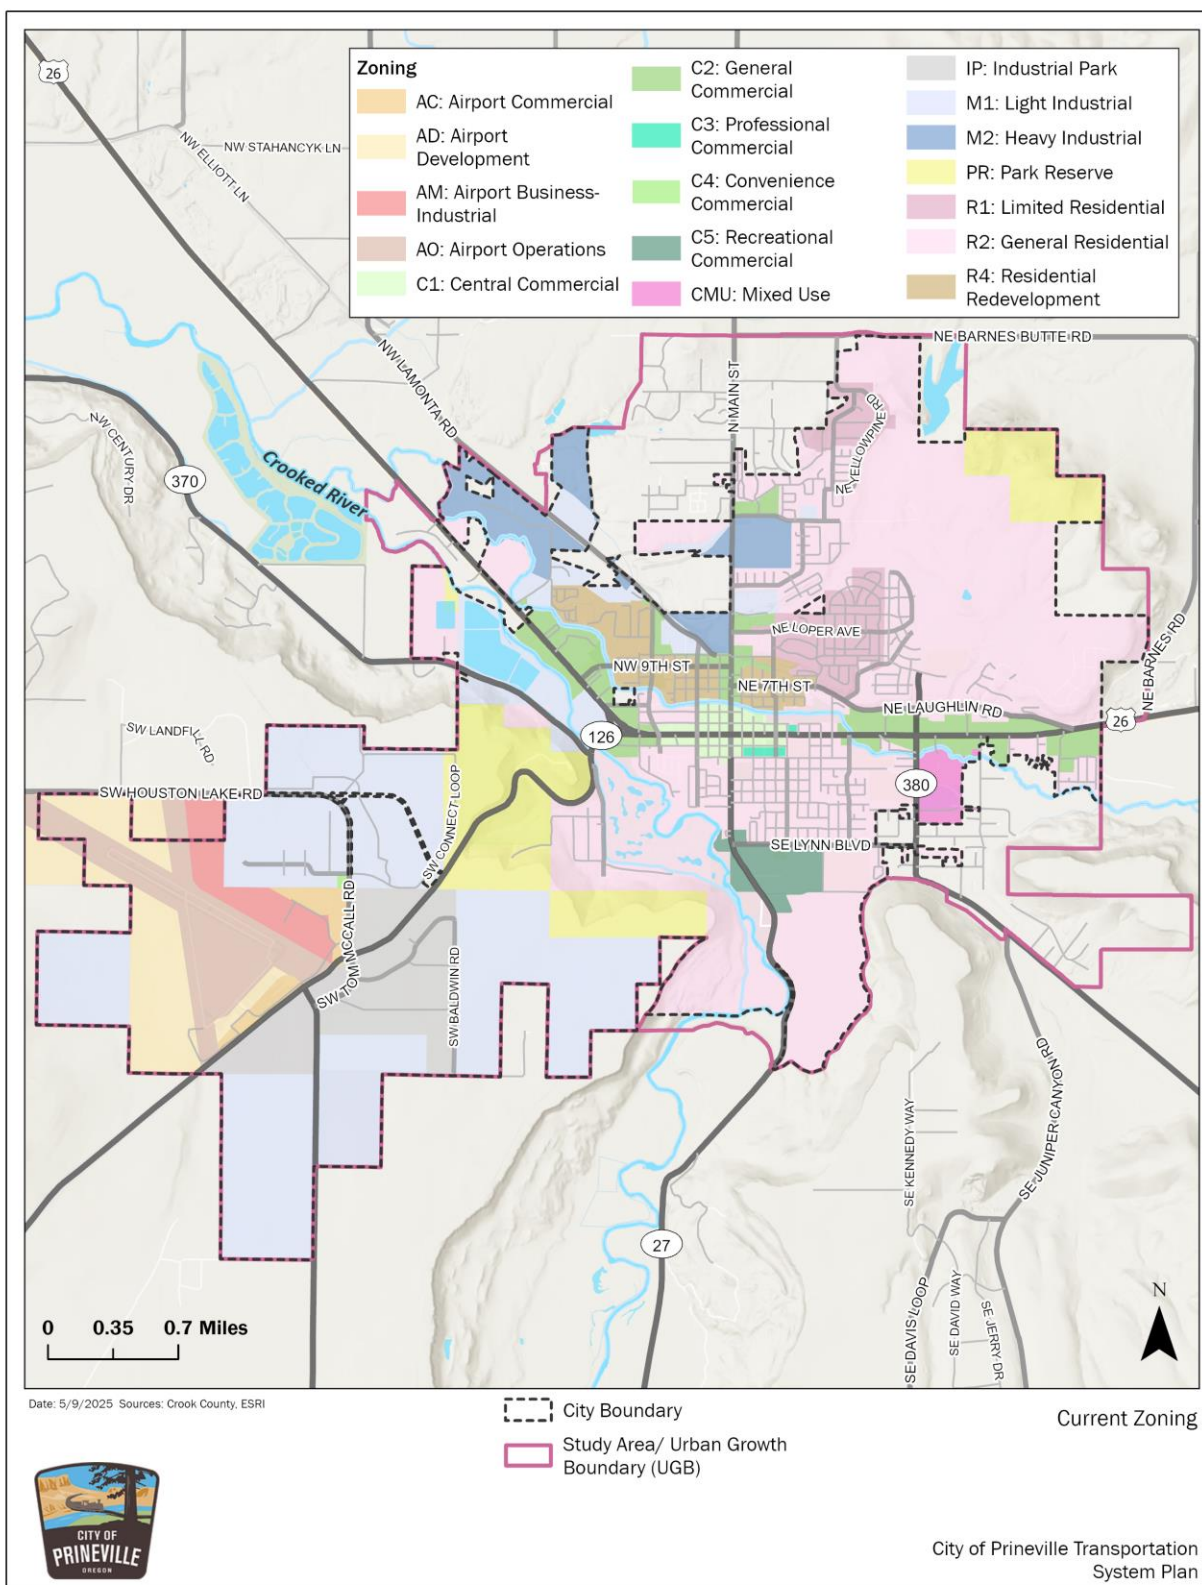 Zoning
AC: Airport Commercial
AD: Airport
Development
AM: Airport Business-
Industrial
AO: Airport Operations
C1: Central Commercial
C2: General
Commercial
C3: Professional
Commercial
C4: Convenience
Commercial
C5: Recreational
Commercial
CMU: Mixed Use
IP: Industrial Park
M1: Light Industrial
M2: Heavy Industrial
PR: Park Reserve
R1: Limited Residential
R2: General Residential
R4: Residential
Redevelopment
26
NW STAHANCYK LN
NW ELLIOTT LN
NW LAMONTA RD
N MAIN ST
NE BARNES BUTTE RD
NE YELLOWPINE RD
NW CENTURY DR
370
Crooked River
NE LOPER AVE
NW 9TH ST
NE 7TH ST
NE BARNES RD
NE LAUGHLIN RD
26
126
SW LANDFILL RD
380
SW HOUSTON LAKE RD
SW CONNECT LOOP
SE LYNN BLVD
SW TOM MCCALL RD
SW BALDWIN RD
SE JUNIPER CANYON RD
SE KENNEDY WAY
27
SE DAVIS LOOP
SE DAVID WAY
SE JERRY DR
0 0.35 0.7 Miles
N
Date: 5/9/2025 Sources: Crook County, ESRI
City Boundary
Study Area/ Urban Growth
Boundary (UGB)
Current Zoning
CITY OF
PRINEVILLE
OREGON
City of Prineville Transportation
System Plan